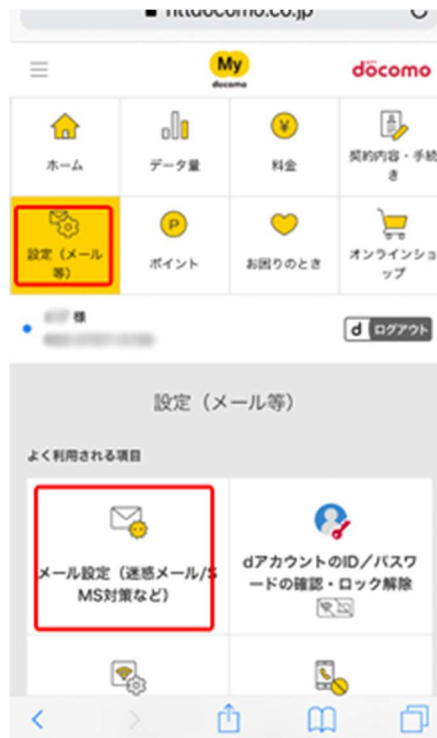 nttdocomo.co.jp
My
docomo
döcomo
ホーム
データ量
料金
契約内容・手続
き
設定（メール
等）
P
ポイント
お困りのとき
オンラインショ
ップ
様
d ログアウト
設定（メール等）
よく利用される項目
メール設定（迷惑メール/S
MS対策など）
dアカウントのID／パスワ
ードの確認・ロック解除